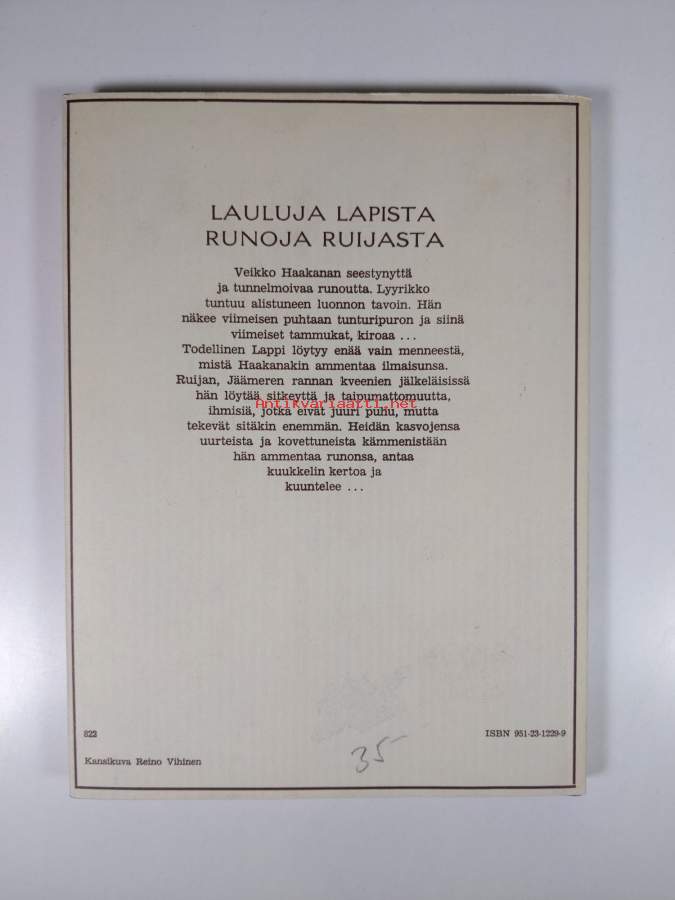 LAULUJA LAPISTA
RUNOJA RUIJASTA
Veikko Haakanan seestynyttä
ja tunnelmoivaa runoutta. Lyyrikko
tuntuu alistuneen luonnon tavoin. Hän
näkee viimeisen puhtaan tunturipuron ja siinä
viimeiset tammukat, kiroaa ...
Todellinen Lappi löytyy enää vain menneestä,
mistä Haakanakin ammentaa ilmaisunsa.
Ruijan, Jäämeren rannan kveenien jälkeläisissä
hän löytää sitkeyttä ja taipumattomuutta,
Antikvariaatti.net
ihmisiä, jotka eivät juuri puhu, mutta
tekevät sitäkin enemmän. Heidän kasvojensa
uurteista ja kovettuneista kämmenistään
hän ammentaa runonsa, antaa
kuukkelin kertoa ja
kuuntelee ...
822
ISBN 951-23-1229-9
Kansikuva Reino Vihinen
35-